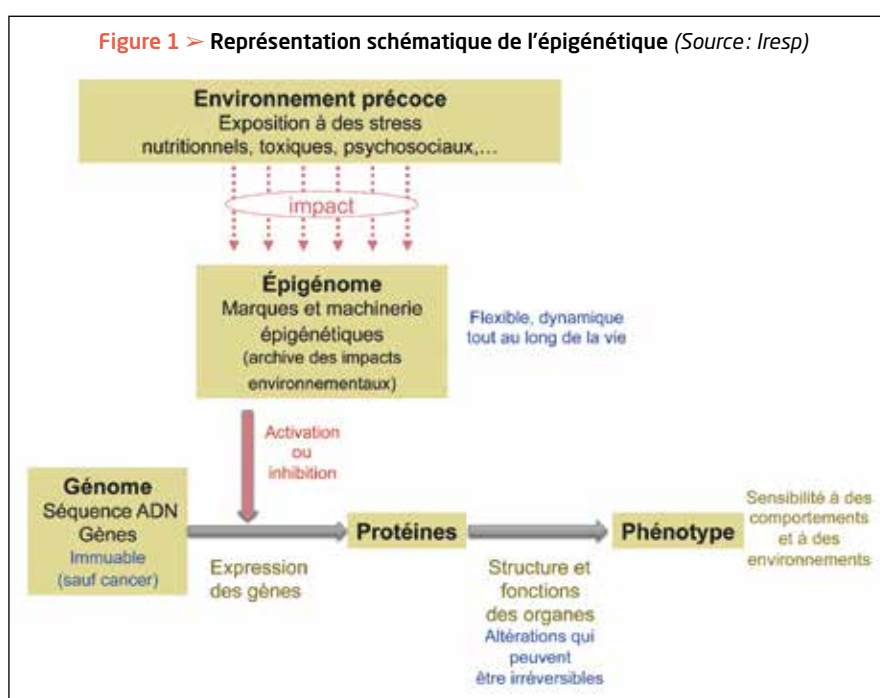 Figure 1 ➢ Représentation schématique de l'épigénétique (Source : Iresp)
Environnement précoce
Exposition à des stress
nutritionnels, toxiques, psychosociaux,...
impact
Épigénome
Marques et machinerie
épigénétiques
(archive des impacts
environnementaux)
Flexible, dynamique
tout au long de la vie
Activation
ou
inhibition
Génome
Séquence ADN
Gènes
Immuable
(sauf cancer)
Expression
des gènes
Protéines
Structure et
fonctions
des organes
Altérations qui
peuvent
être irréversibles
Phénotype
Sensibilité à des
comportements
et à des
environnements